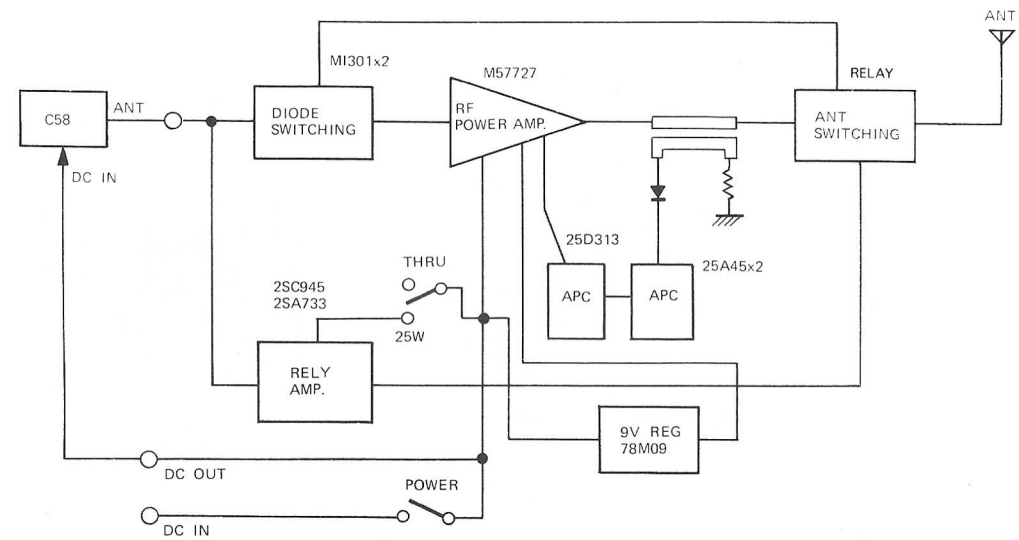 ANT
MI301x2
M57727
RELAY
C58
ANT
DIODE
SWITCHING
RF
POWER AMP.
ANT
SWITCHING
DC IN
25D313
25A45x2
THRU
2SC945
2SA733
APC
APC
25W
RELY
AMP.
9V REG
78M09
DC OUT
POWER
DC IN